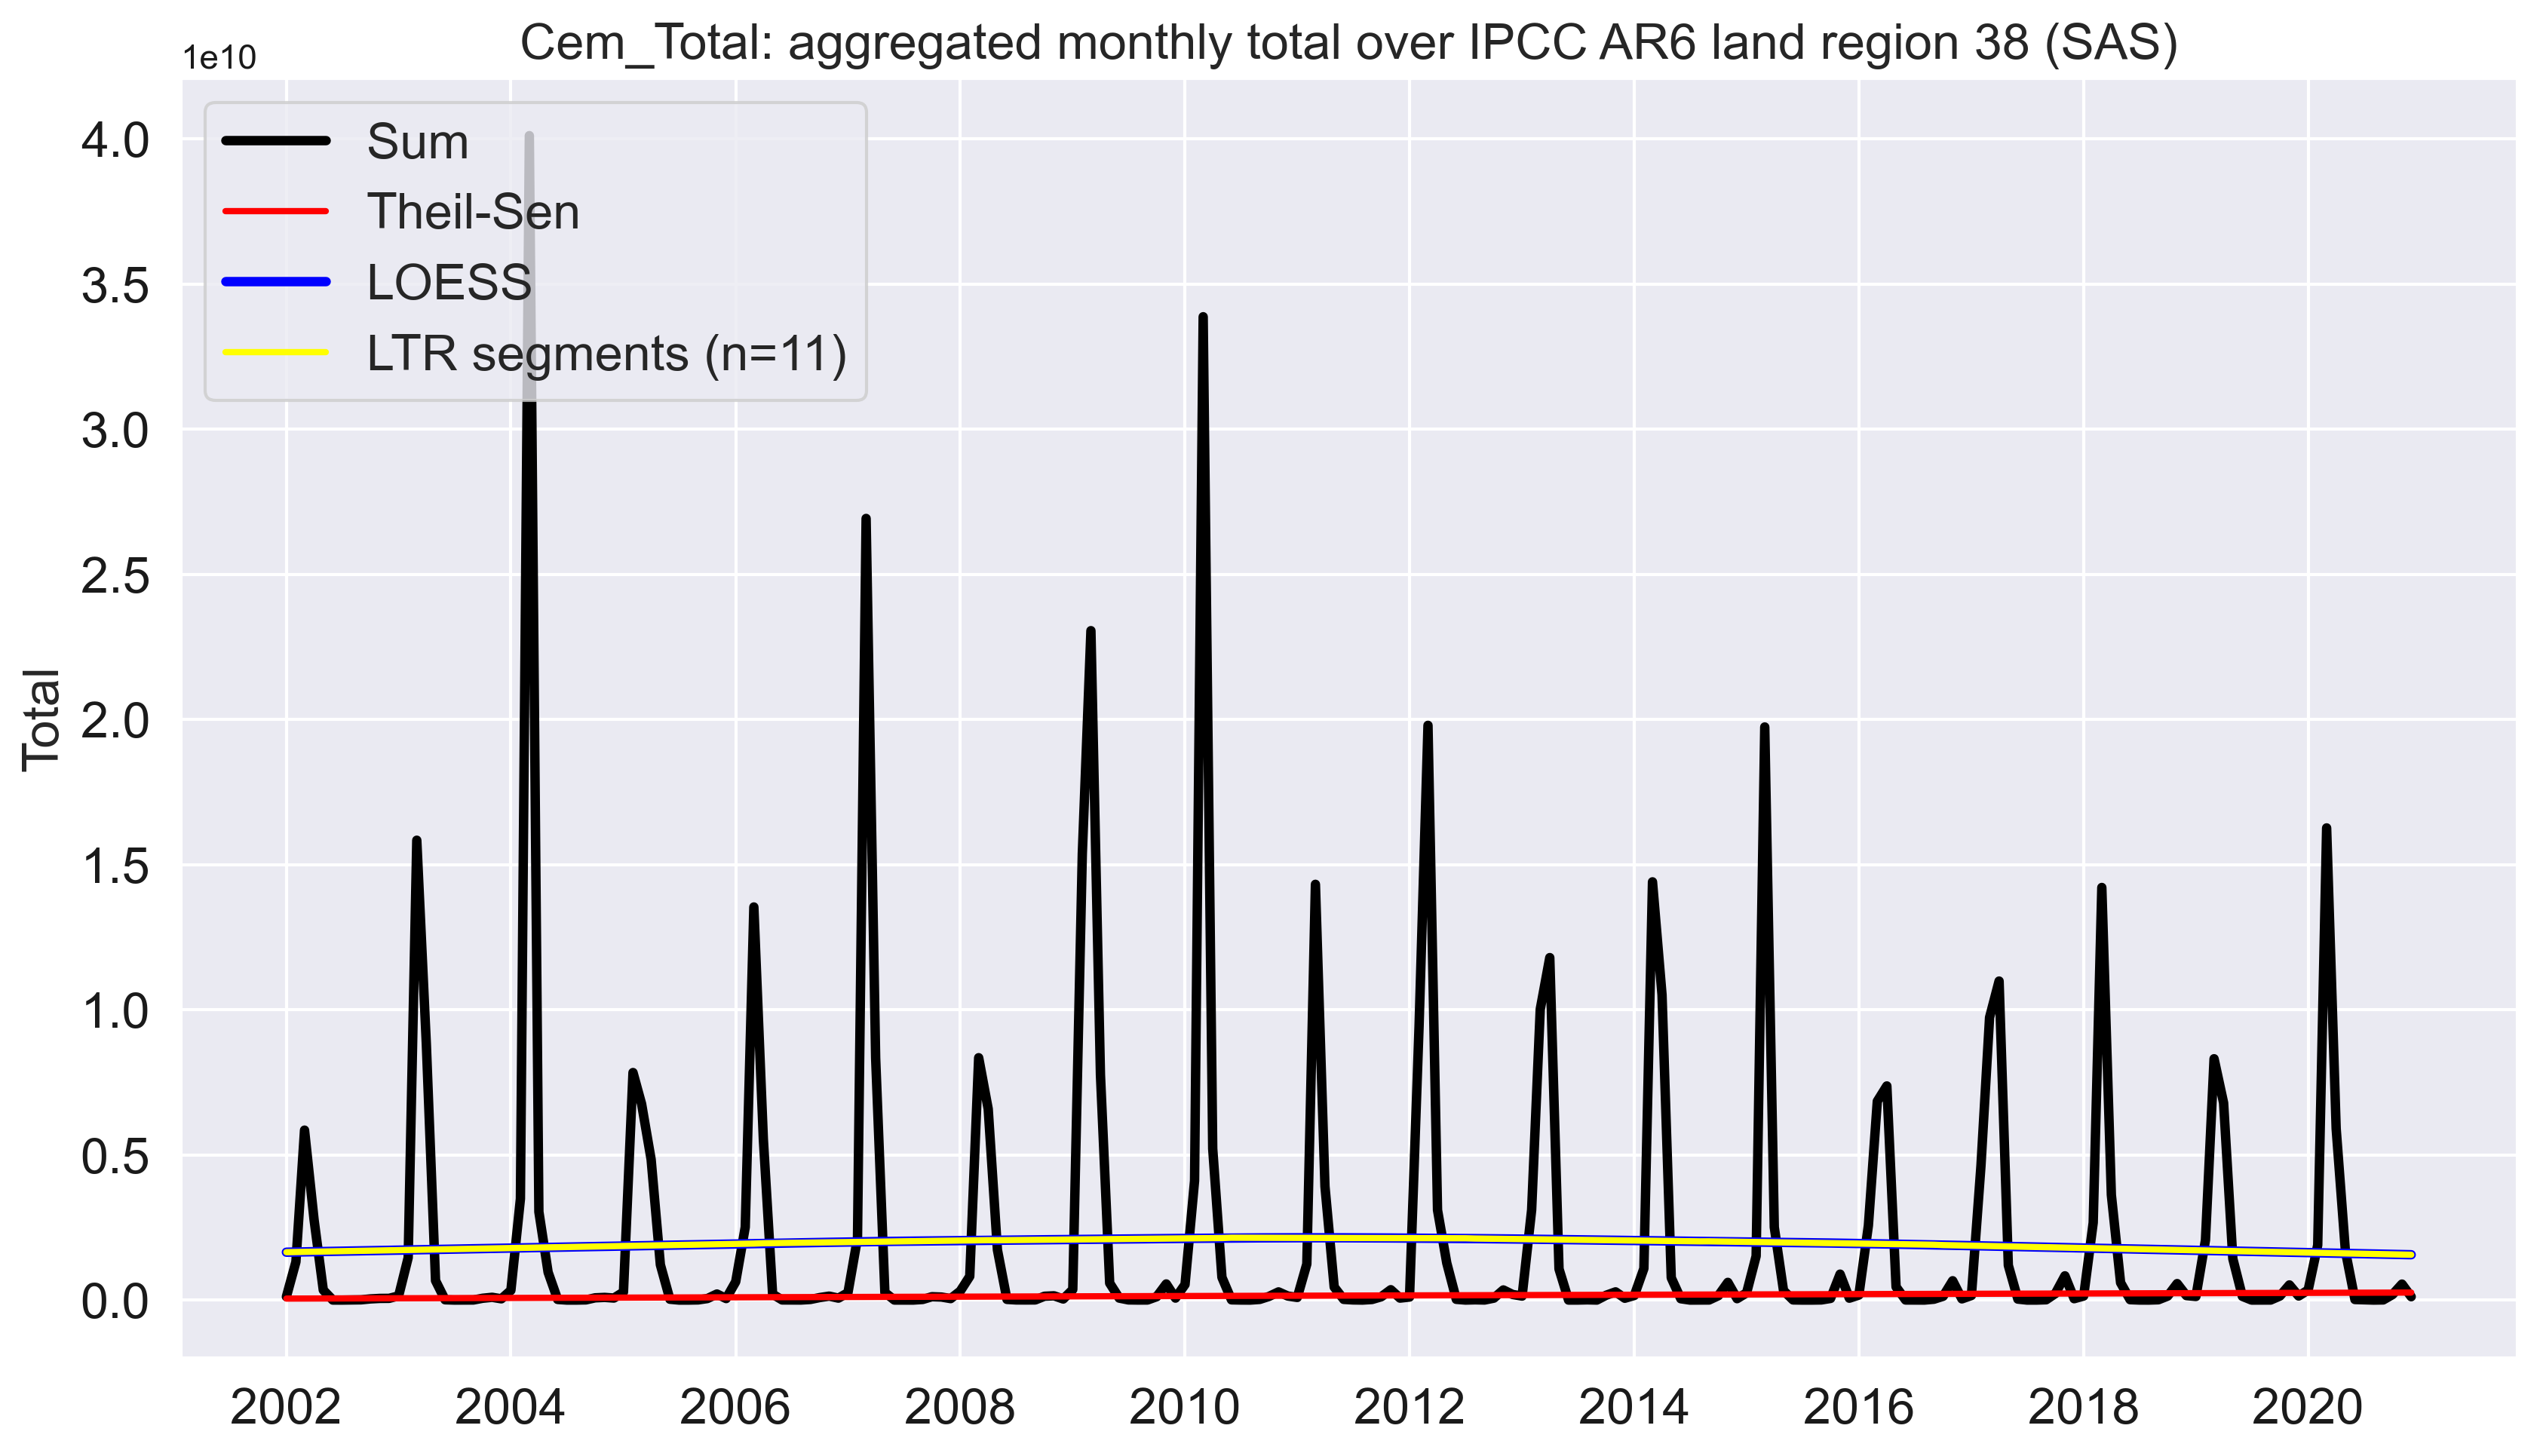 Cem_Total: aggregated monthly total over IPCC AR6 land region 38 (SAS)
1e10
Sum
Theil-Sen
LOESS
LTR segments (n=11)
4.0
3.5
3.0
2.5
2.0
1.5
1.0
0.5
0.0
Total
2002 2004 2006 2008 2010 2012 2014 2016 2018 2020